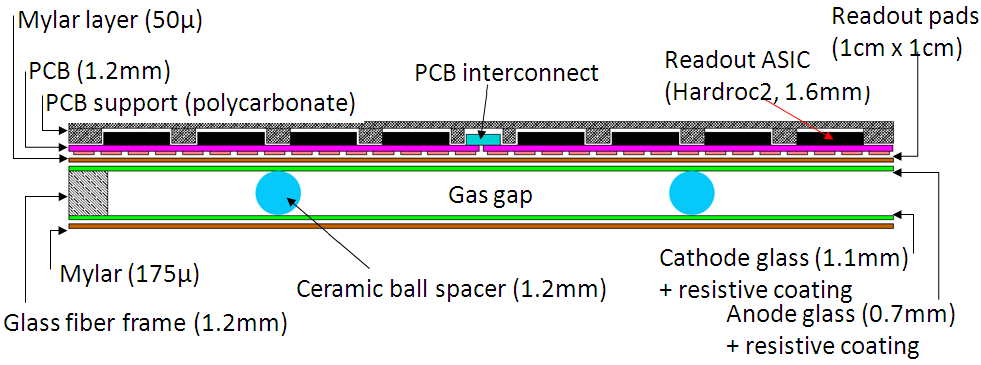 Mylar layer (50µ)
Readout pads
(1cm x 1cm)
PCB (1.2mm)
PCB interconnect
Readout ASIC
(Hardroc2, 1.6mm)
PCB support (polycarbonate)
Gas gap
Mylar (175µ)
Ceramic ball spacer (1.2mm)
Cathode glass (1.1mm)
+ resistive coating
Glass fiber frame (1.2mm)
Anode glass (0.7mm)
+ resistive coating